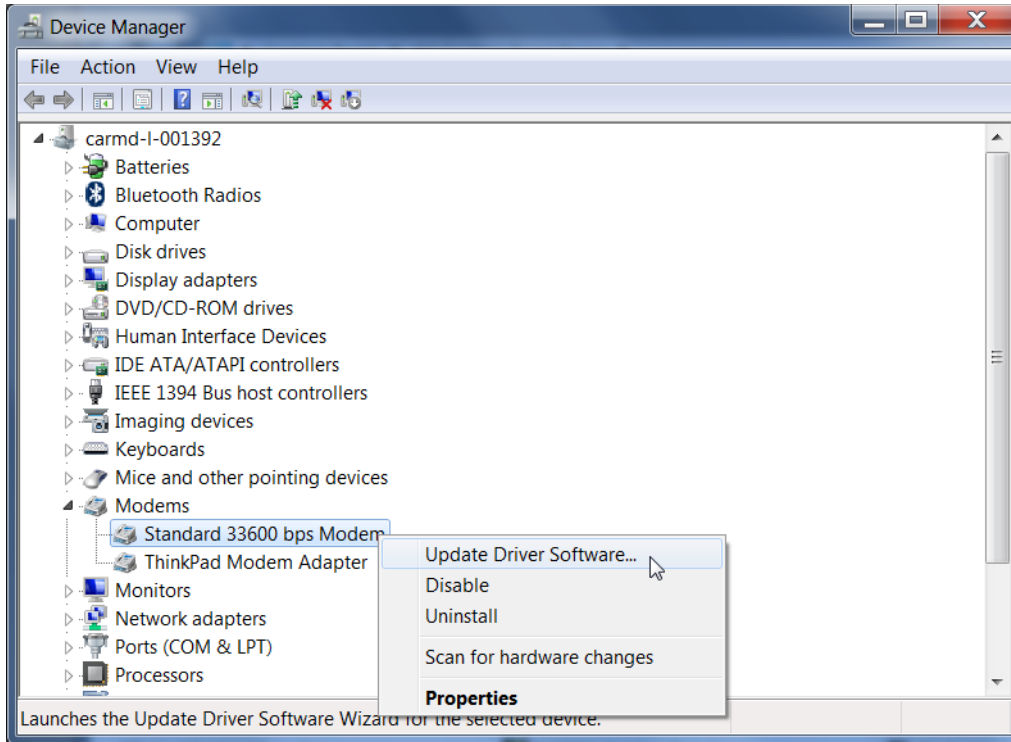 Device Manager
File Action View Help
carmd-l-001392
Batteries
Bluetooth Radios
Computer
Disk drives
Display adapters
DVD/CD-ROM drives
Human Interface Devices
IDE ATA/ATAPI controllers
IEEE 1394 Bus host controllers
Imaging devices
Keyboards
Mice and other pointing devices
Modems
Standard 33600 bps Modem
ThinkPad Modem Adapter
Monitors
Network adapters
Ports (COM & LPT)
Processors
Update Driver Software...
Disable
Uninstall
Scan for hardware changes
Properties
Launches the Update Driver Software Wizard for the selected device.